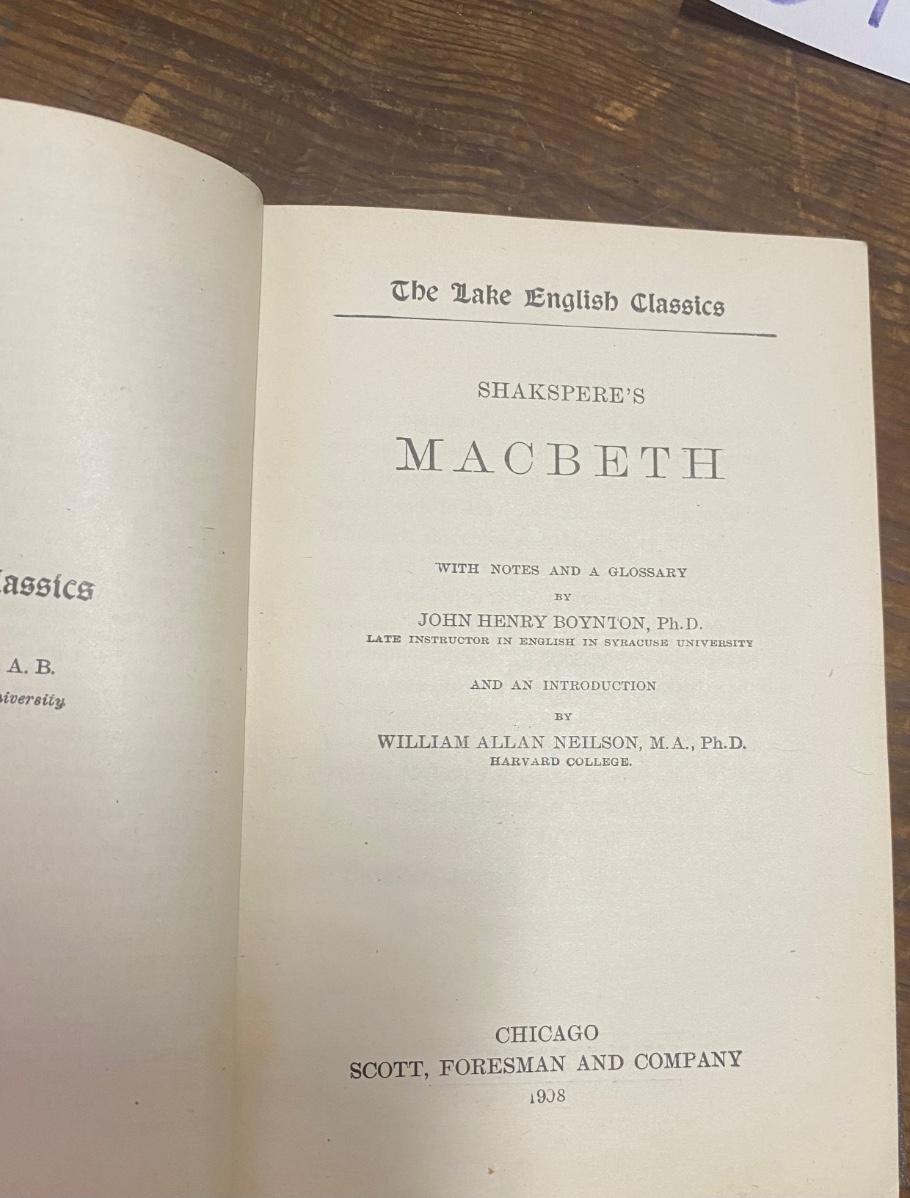 assics
A. B.
iversity
The Lake English Classics
SHAKSPERE'S
MACBETH
WITH NOTES AND A GLOSSARY
BY
JOHN HENRY BOYNTON, Ph.D.
LATE INSTRUCTOR IN ENGLISH IN SYRACUSE UNIVERSITY
AND AN INTRODUCTION
BY
WILLIAM ALLAN NEILSON, M.A., Ph.D.
HARVARD COLLEGE.
CHICAGO
SCOTT, FORESMAN AND COMPANY
1908